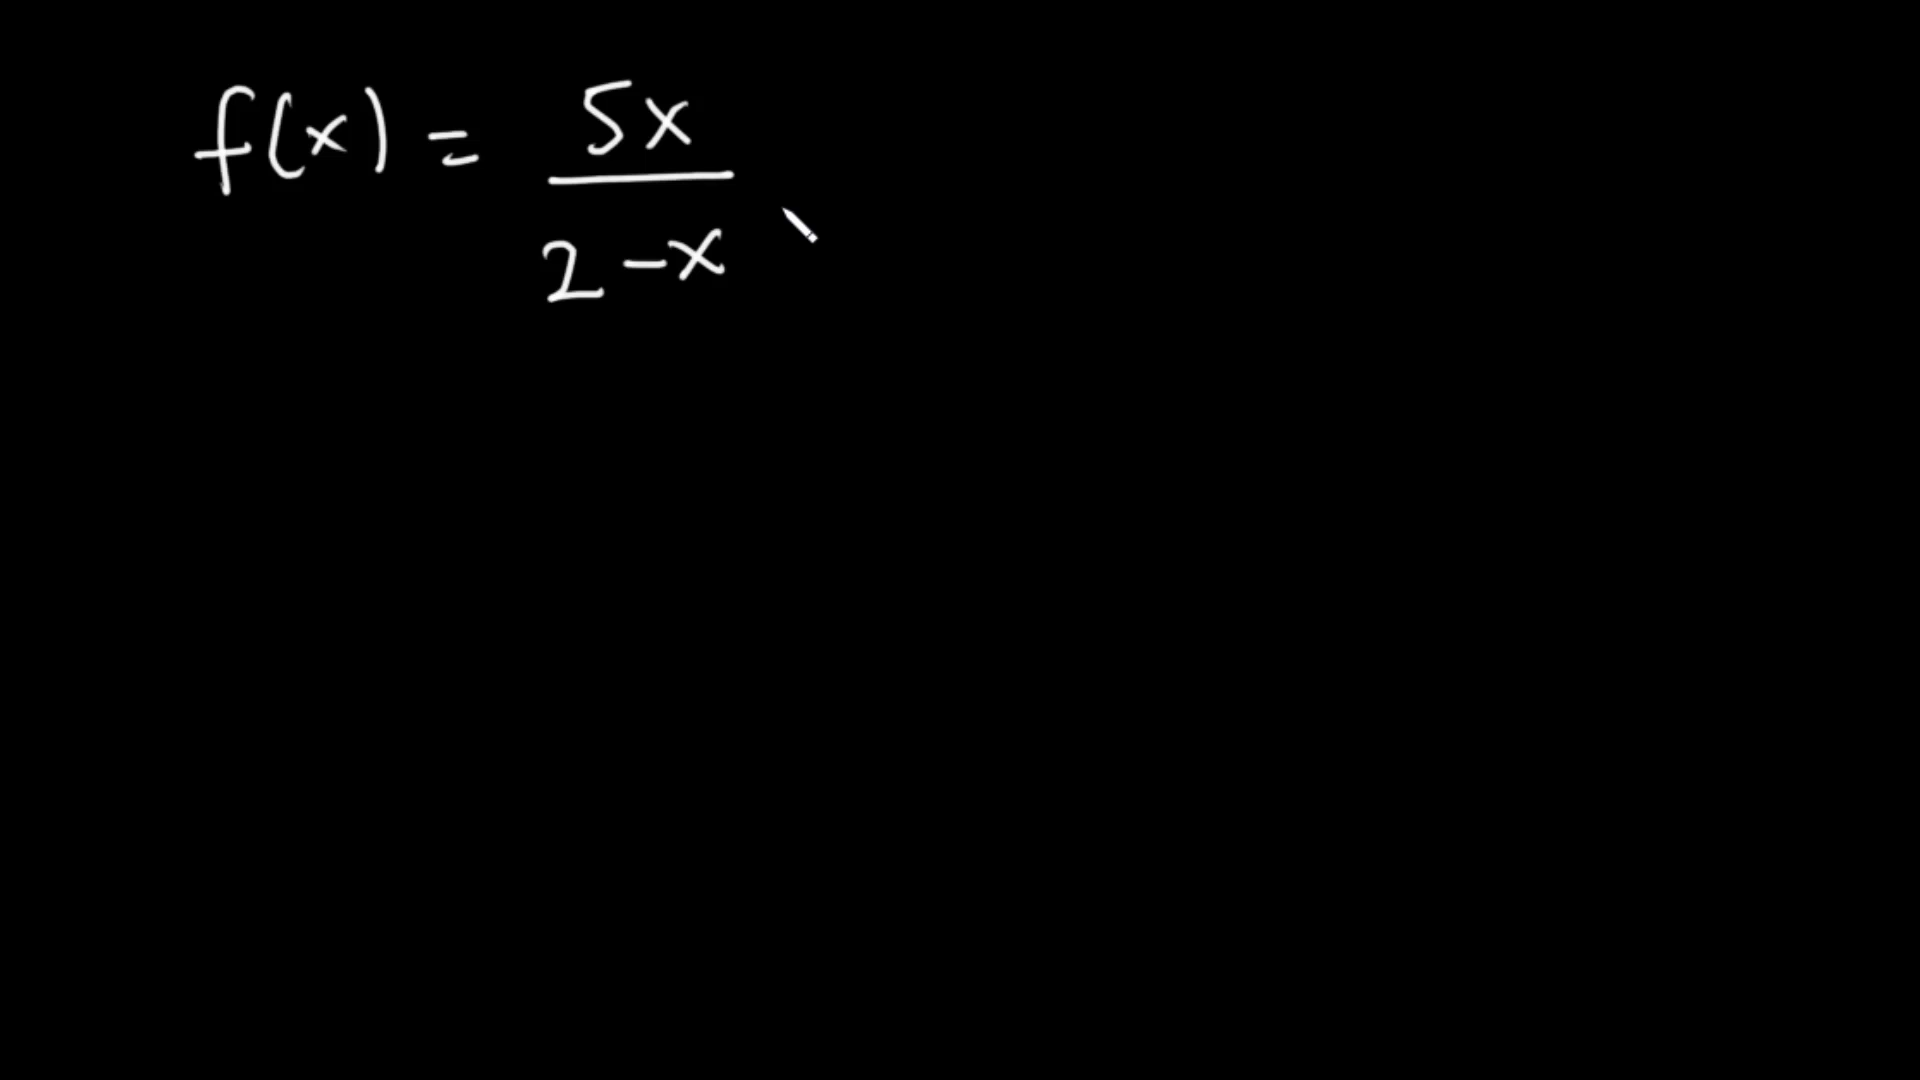 f(x) = 5x / 2 - x